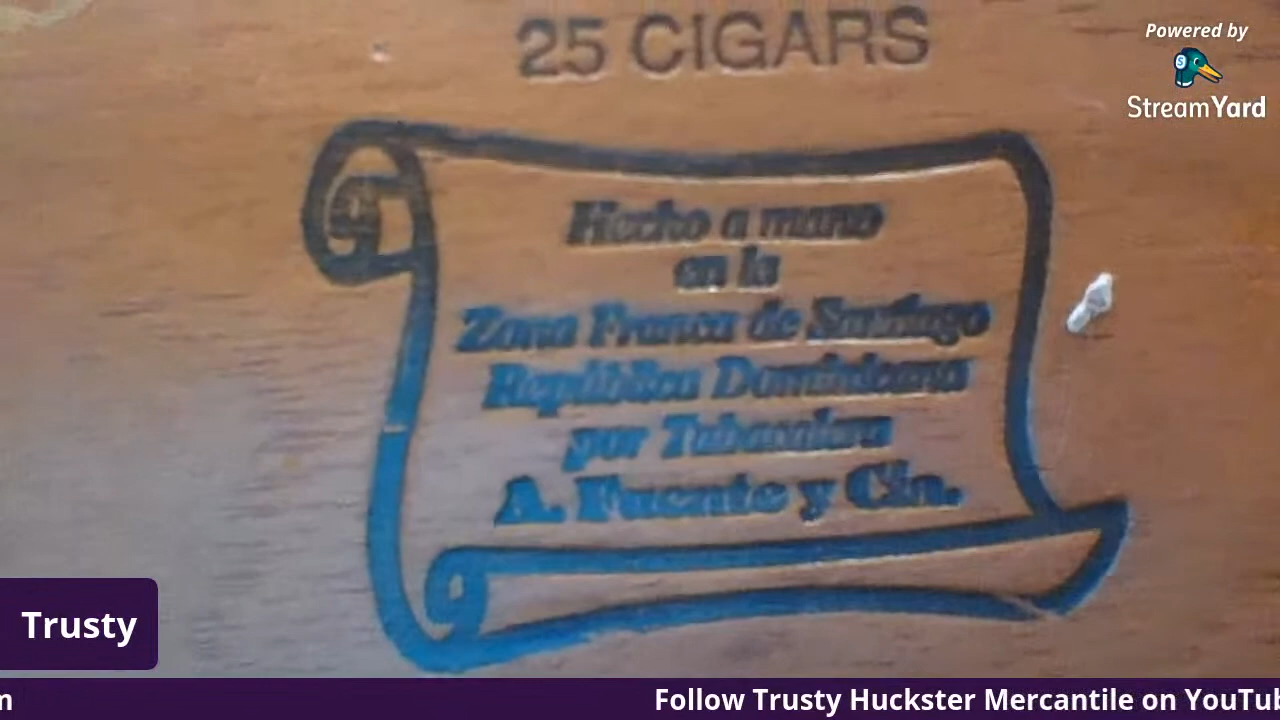 25 CIGARS
Powered by
StreamYard
Hecho a mano
en la
Zona Franca de Santiago
República Dominicana
por Tabacalera
A. Fuente y Cia.
Trusty
m
Follow Trusty Huckster Mercantile on YouTub